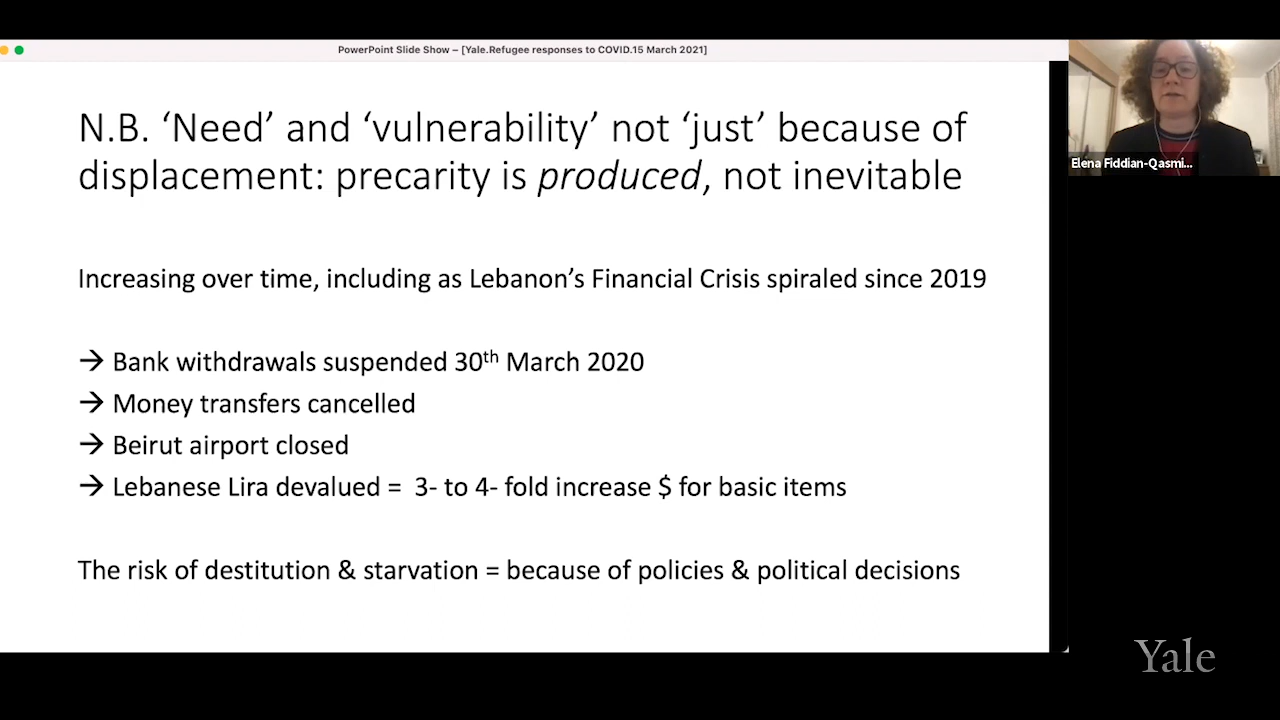 PowerPoint Slide Show – [Yale.Refugee responses to COVID.15 March 2021]
N.B. ‘Need’ and ‘vulnerability’ not ‘just’ because of
displacement: precarity is produced, not inevitable
Increasing over time, including as Lebanon’s Financial Crisis spiraled since 2019
→ Bank withdrawals suspended 30th March 2020
→ Money transfers cancelled
→ Beirut airport closed
→ Lebanese Lira devalued = 3- to 4- fold increase $ for basic items
The risk of destitution & starvation = because of policies & political decisions
Elena Fiddian-Qasmi...
Yale